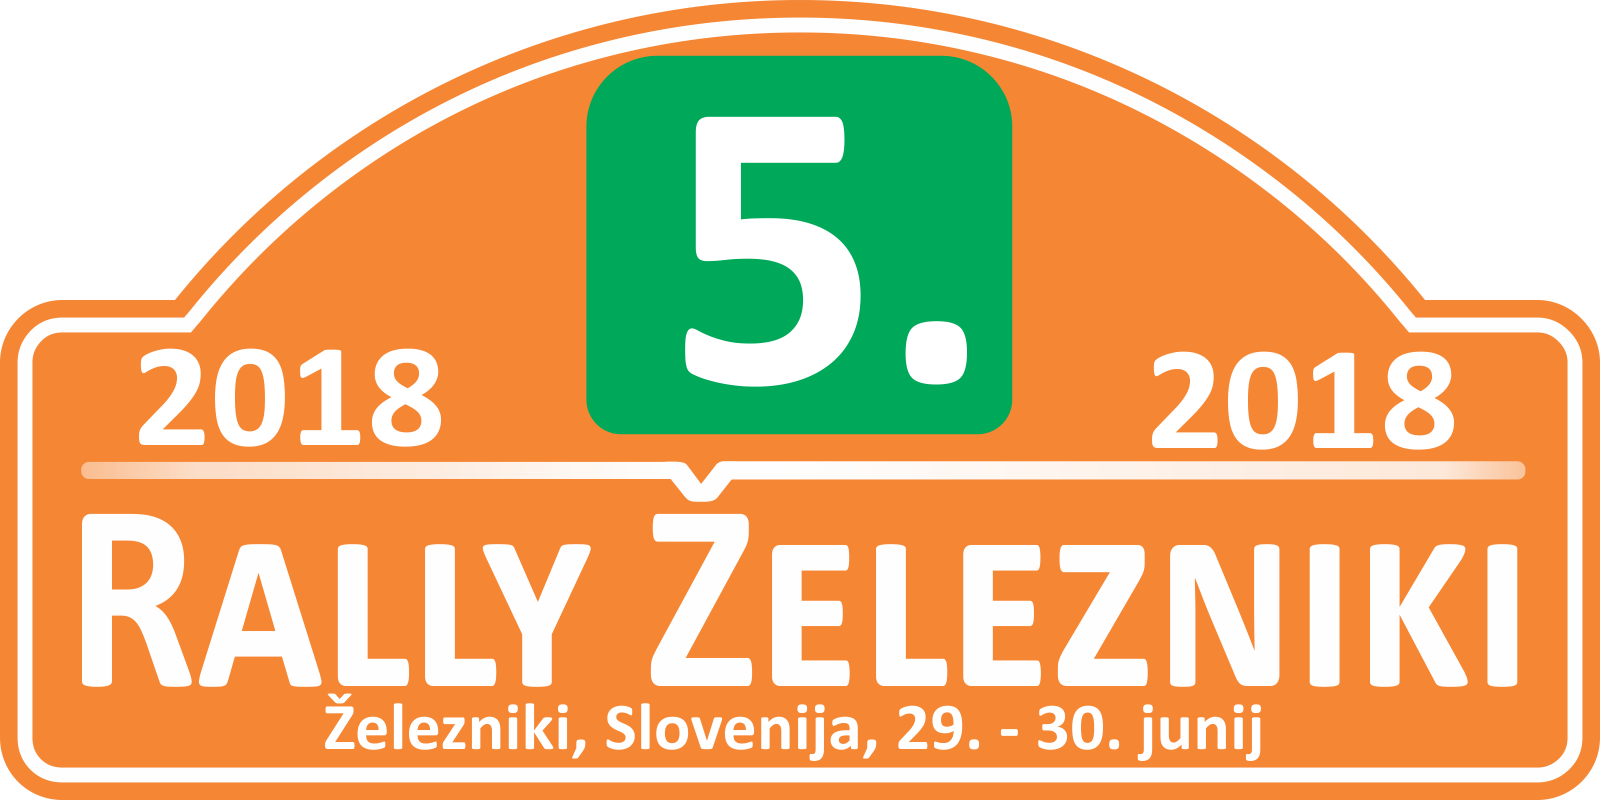 5.
2018 2018
RALLY ŽELEZNIKI
Železniki, Slovenija, 29. - 30. junij